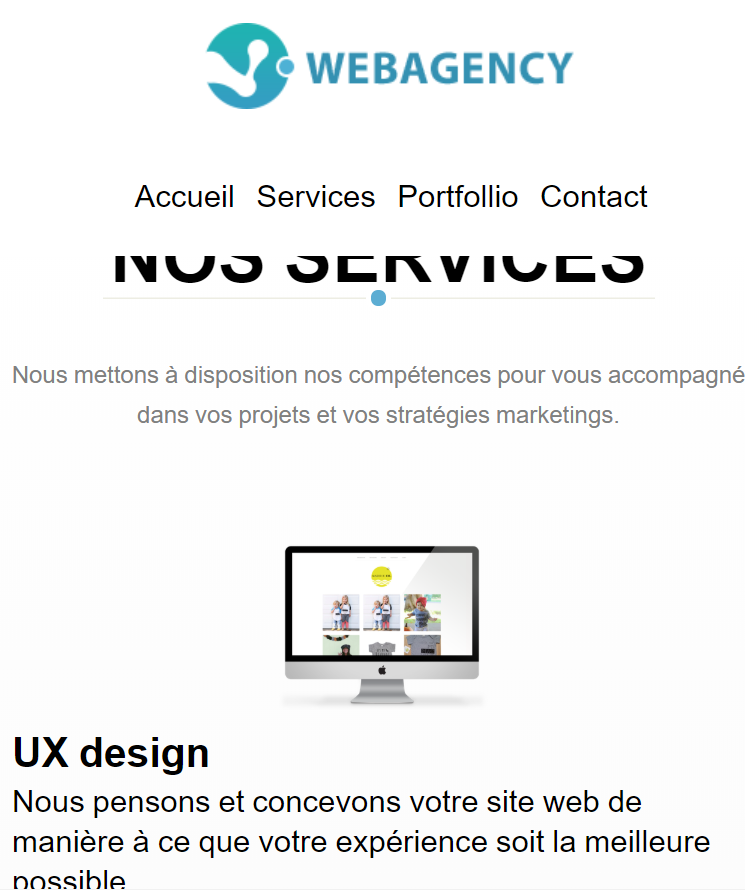 WEBAGENCY
Accueil Services Portfollio Contact
NOS SERVICES
Nous mettons à disposition nos compétences pour vous accompagné
dans vos projets et vos stratégies marketings.
UX design
Nous pensons et concevons votre site web de
manière à ce que votre expérience soit la meilleure
possible